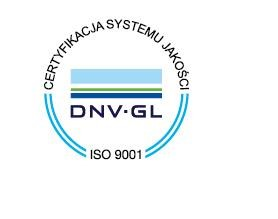 CERTYFIKACJA SYSTEMU JAKOŚCI
DNV·GL
ISO 9001